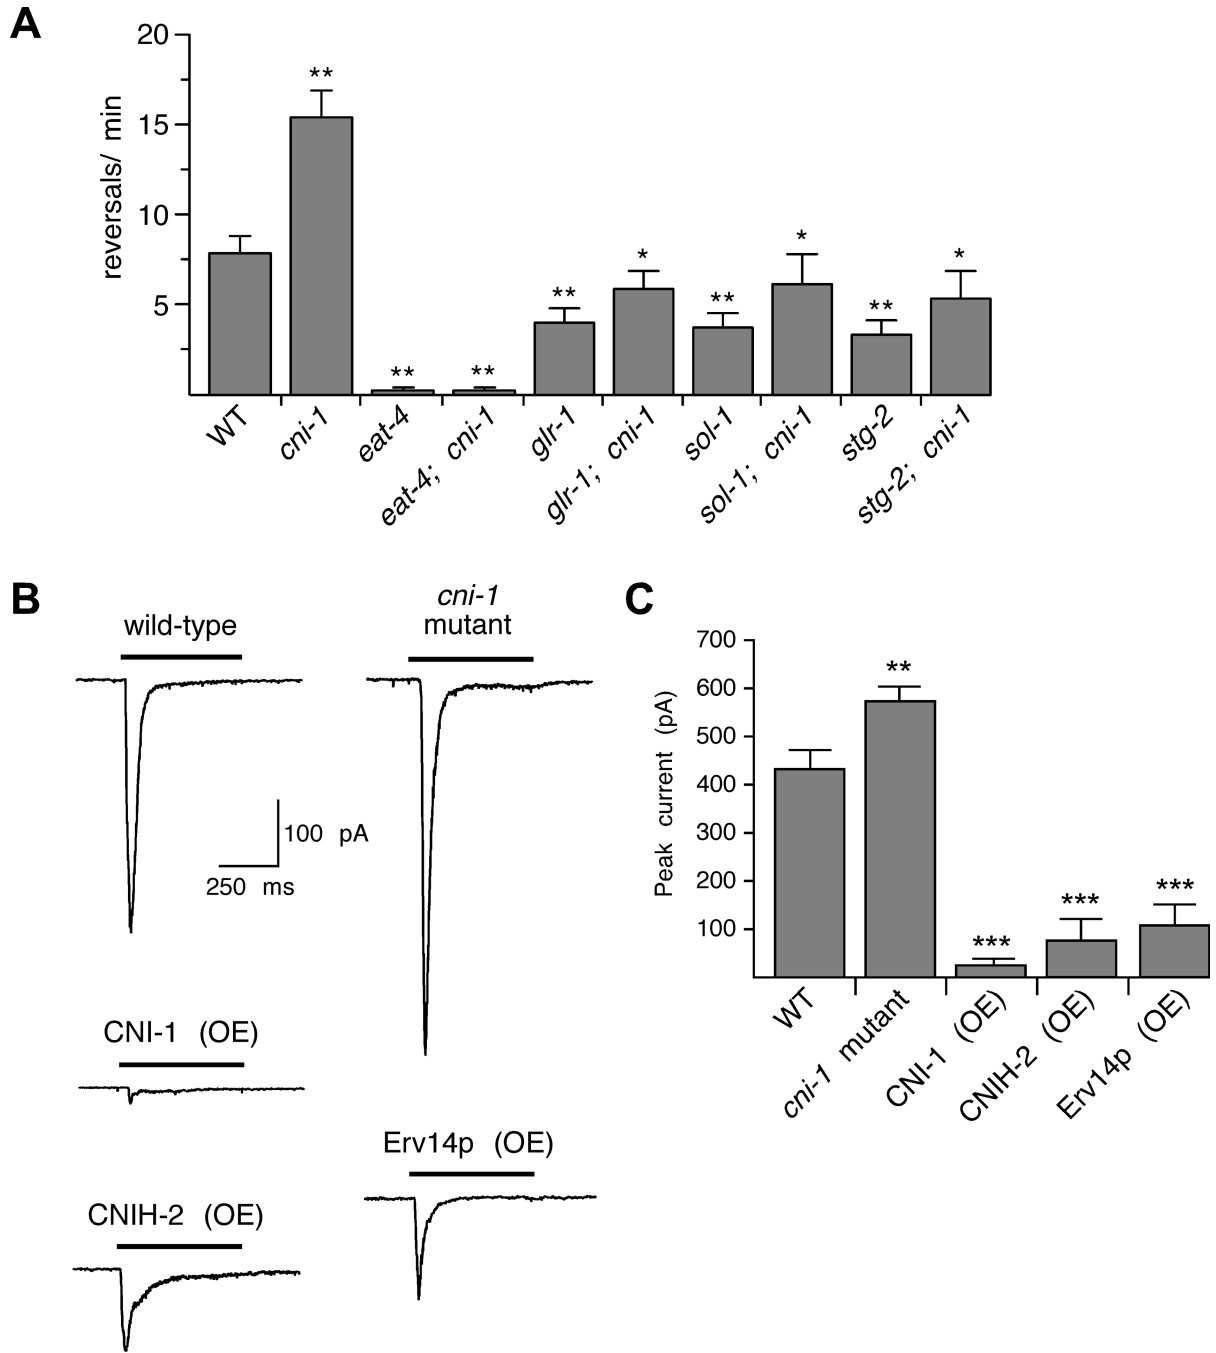 A
20
15
10
5
reversals/ min
**
**
**
**
*
**
*
**
*
WT
cni-1
eat-4
eat-4; cni-1
glr-1
glr-1; cni-1
sol-1
sol-1; cni-1
stg-2
stg-2; cni-1
B
wild-type
cni-1
mutant
100 pA
250 ms
CNI-1 (OE)
Erv14p (OE)
CNIH-2 (OE)
C
700
600
500
400
300
200
100
Peak current (pA)
**
***
***
***
WT
cni-1 mutant
CNI-1 (OE)
CNIH-2 (OE)
Erv14p (OE)